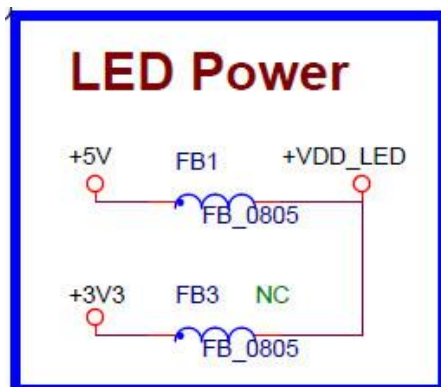 LED Power
+5V FB1 +VDD_LED
FB_0805
+3V3 FB3 NC
FB_0805